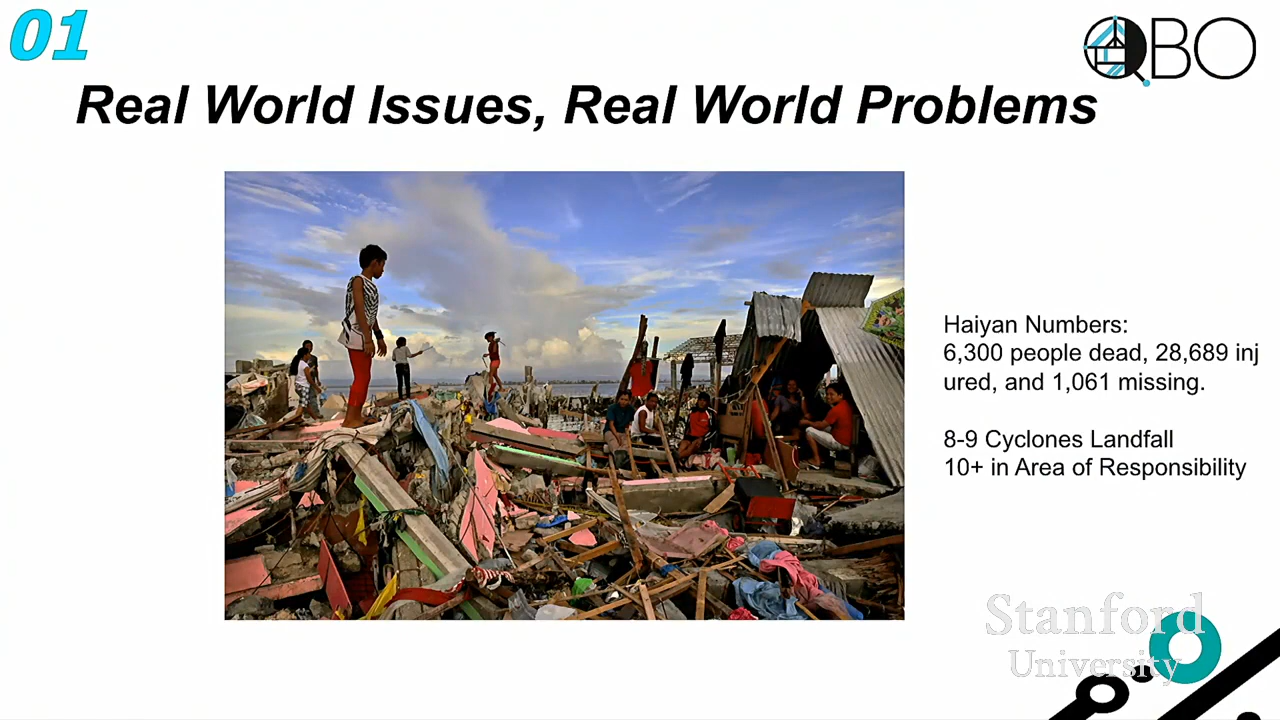 01
QBO
Real World Issues, Real World Problems
Haiyan Numbers:
6,300 people dead, 28,689 inj
ured, and 1,061 missing.
8-9 Cyclones Landfall
10+ in Area of Responsibility
Stanford
University